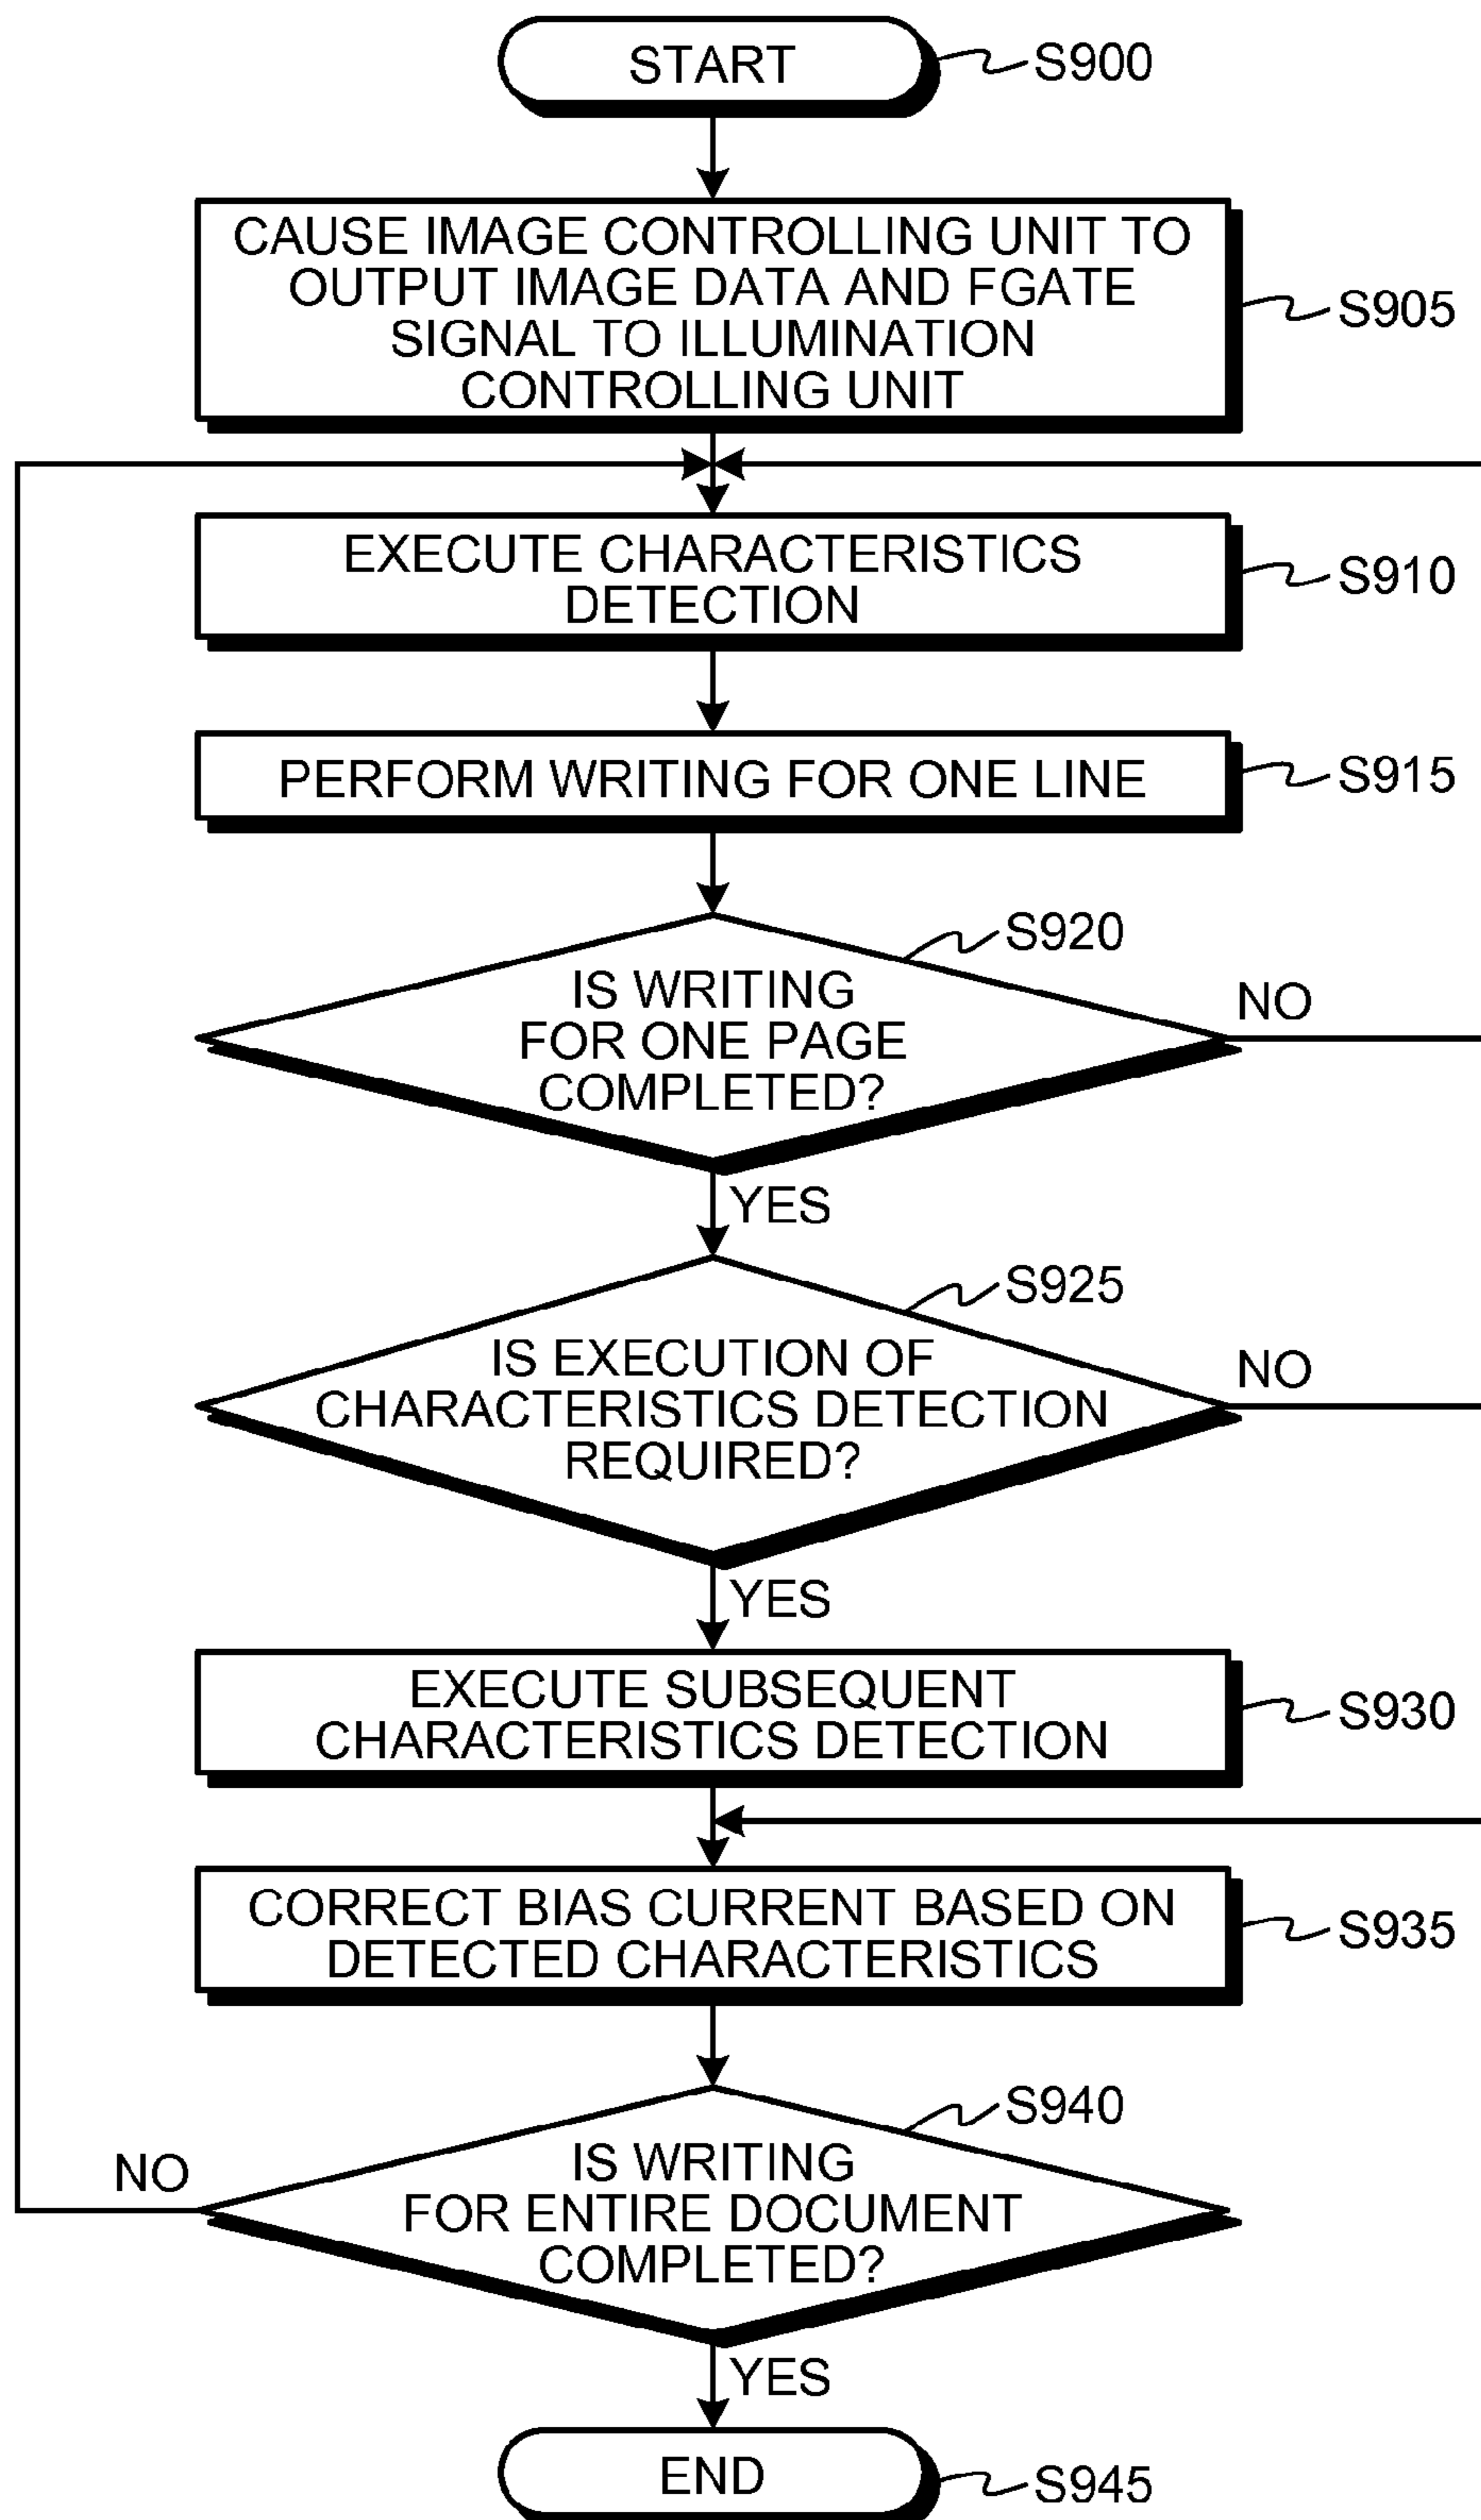 START
S900
CAUSE IMAGE CONTROLLING UNIT TO
OUTPUT IMAGE DATA AND FGATE
SIGNAL TO ILLUMINATION
CONTROLLING UNIT
S905
EXECUTE CHARACTERISTICS
DETECTION
S910
PERFORM WRITING FOR ONE LINE
S915
S920
IS WRITING
FOR ONE PAGE
COMPLETED?
NO
YES
S925
IS EXECUTION OF
CHARACTERISTICS DETECTION
REQUIRED?
NO
YES
EXECUTE SUBSEQUENT
CHARACTERISTICS DETECTION
S930
CORRECT BIAS CURRENT BASED ON
DETECTED CHARACTERISTICS
S935
S940
IS WRITING
FOR ENTIRE DOCUMENT
COMPLETED?
NO
YES
END
S945